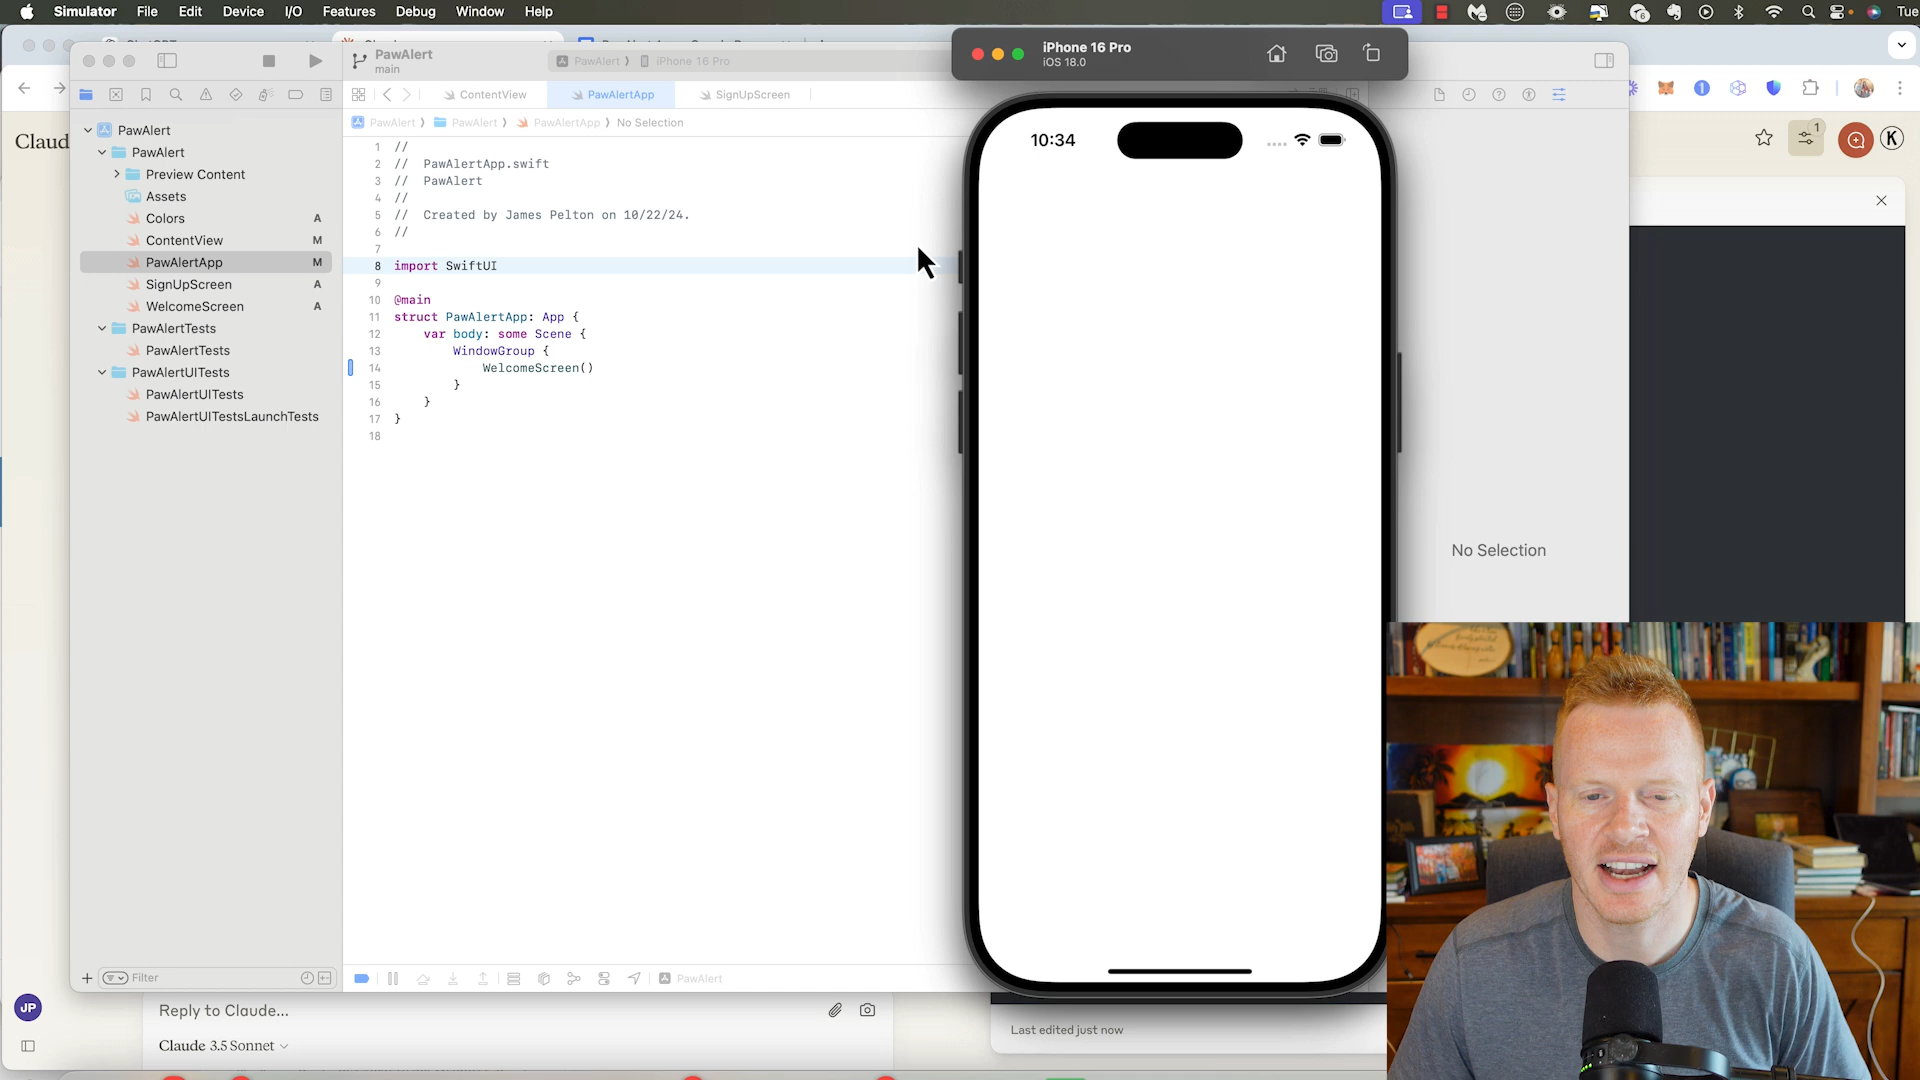 Simulator File Edit Device I/O Features Debug Window Help
Tue
PawAlert
main
PawAlert
iPhone 16 Pro
iPhone 16 Pro
iOS 18.0
ContentView
PawAlertApp
SignUpScreen
PawAlert
PawAlert
PawAlertApp
No Selection
Claud
PawAlert
PawAlert
Preview Content
Assets
Colors A
ContentView M
PawAlertApp M
SignUpScreen A
WelcomeScreen A
PawAlertTests
PawAlertTests
PawAlertUITests
PawAlertUITests
PawAlertUITestsLaunchTests
1 //
2 // PawAlertApp.swift
3 // PawAlert
4 //
5 // Created by James Pelton on 10/22/24.
6 //
7
8 import SwiftUI
9
10 @main
11 struct PawAlertApp: App {
12 var body: some Scene {
13 WindowGroup {
14 WelcomeScreen()
15 }
16 }
17 }
18
10:34
1
K
No Selection
Filter
PawAlert
JP
Reply to Claude...
Claude 3.5 Sonnet
Last edited just now